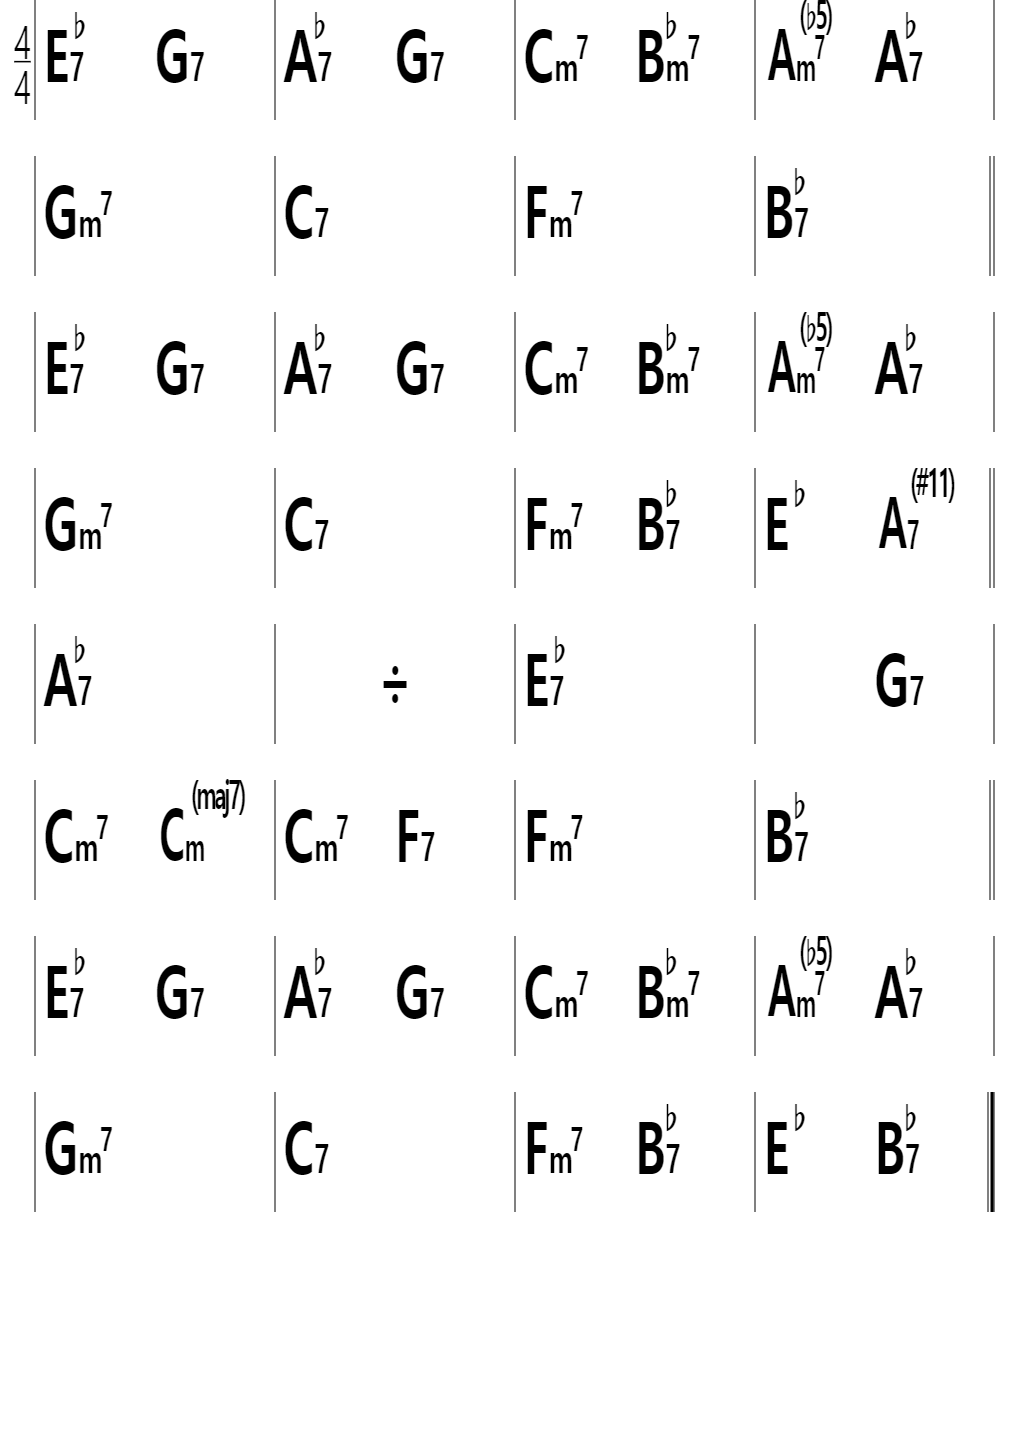 4/4 E♭7 G7 A♭7 G7 Cm7 B♭m7 Am7(♭5) A♭7
Gm7 C7 Fm7 B♭7
E♭7 G7 A♭7 G7 Cm7 B♭m7 Am7(♭5) A♭7
Gm7 C7 Fm7 B♭7 E♭ A7(#11)
A♭7 ÷ E♭7 G7
Cm7 Cm(maj7) Cm7 F7 Fm7 B♭7
E♭7 G7 A♭7 G7 Cm7 B♭m7 Am7(♭5) A♭7
Gm7 C7 Fm7 B♭7 E♭ B♭7